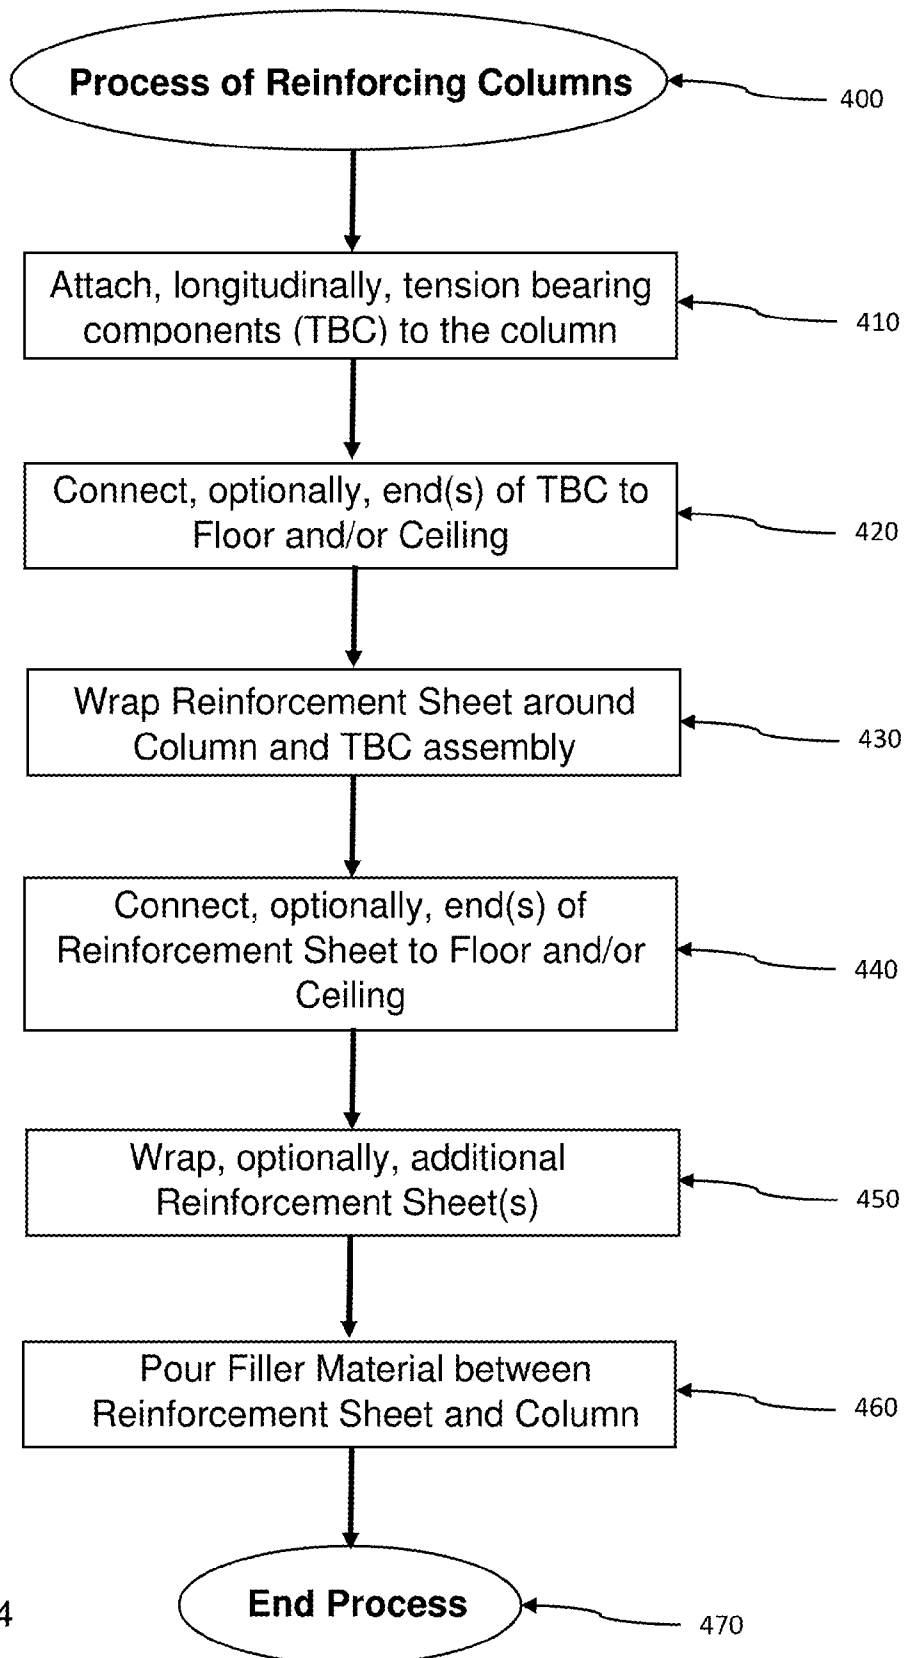 Process of Reinforcing Columns
400
Attach, longitudinally, tension bearing
components (TBC) to the column
410
Connect, optionally, end(s) of TBC to
Floor and/or Ceiling
420
Wrap Reinforcement Sheet around
Column and TBC assembly
430
Connect, optionally, end(s) of
Reinforcement Sheet to Floor and/or
Ceiling
440
Wrap, optionally, additional
Reinforcement Sheet(s)
450
Pour Filler Material between
Reinforcement Sheet and Column
460
End Process
4
470